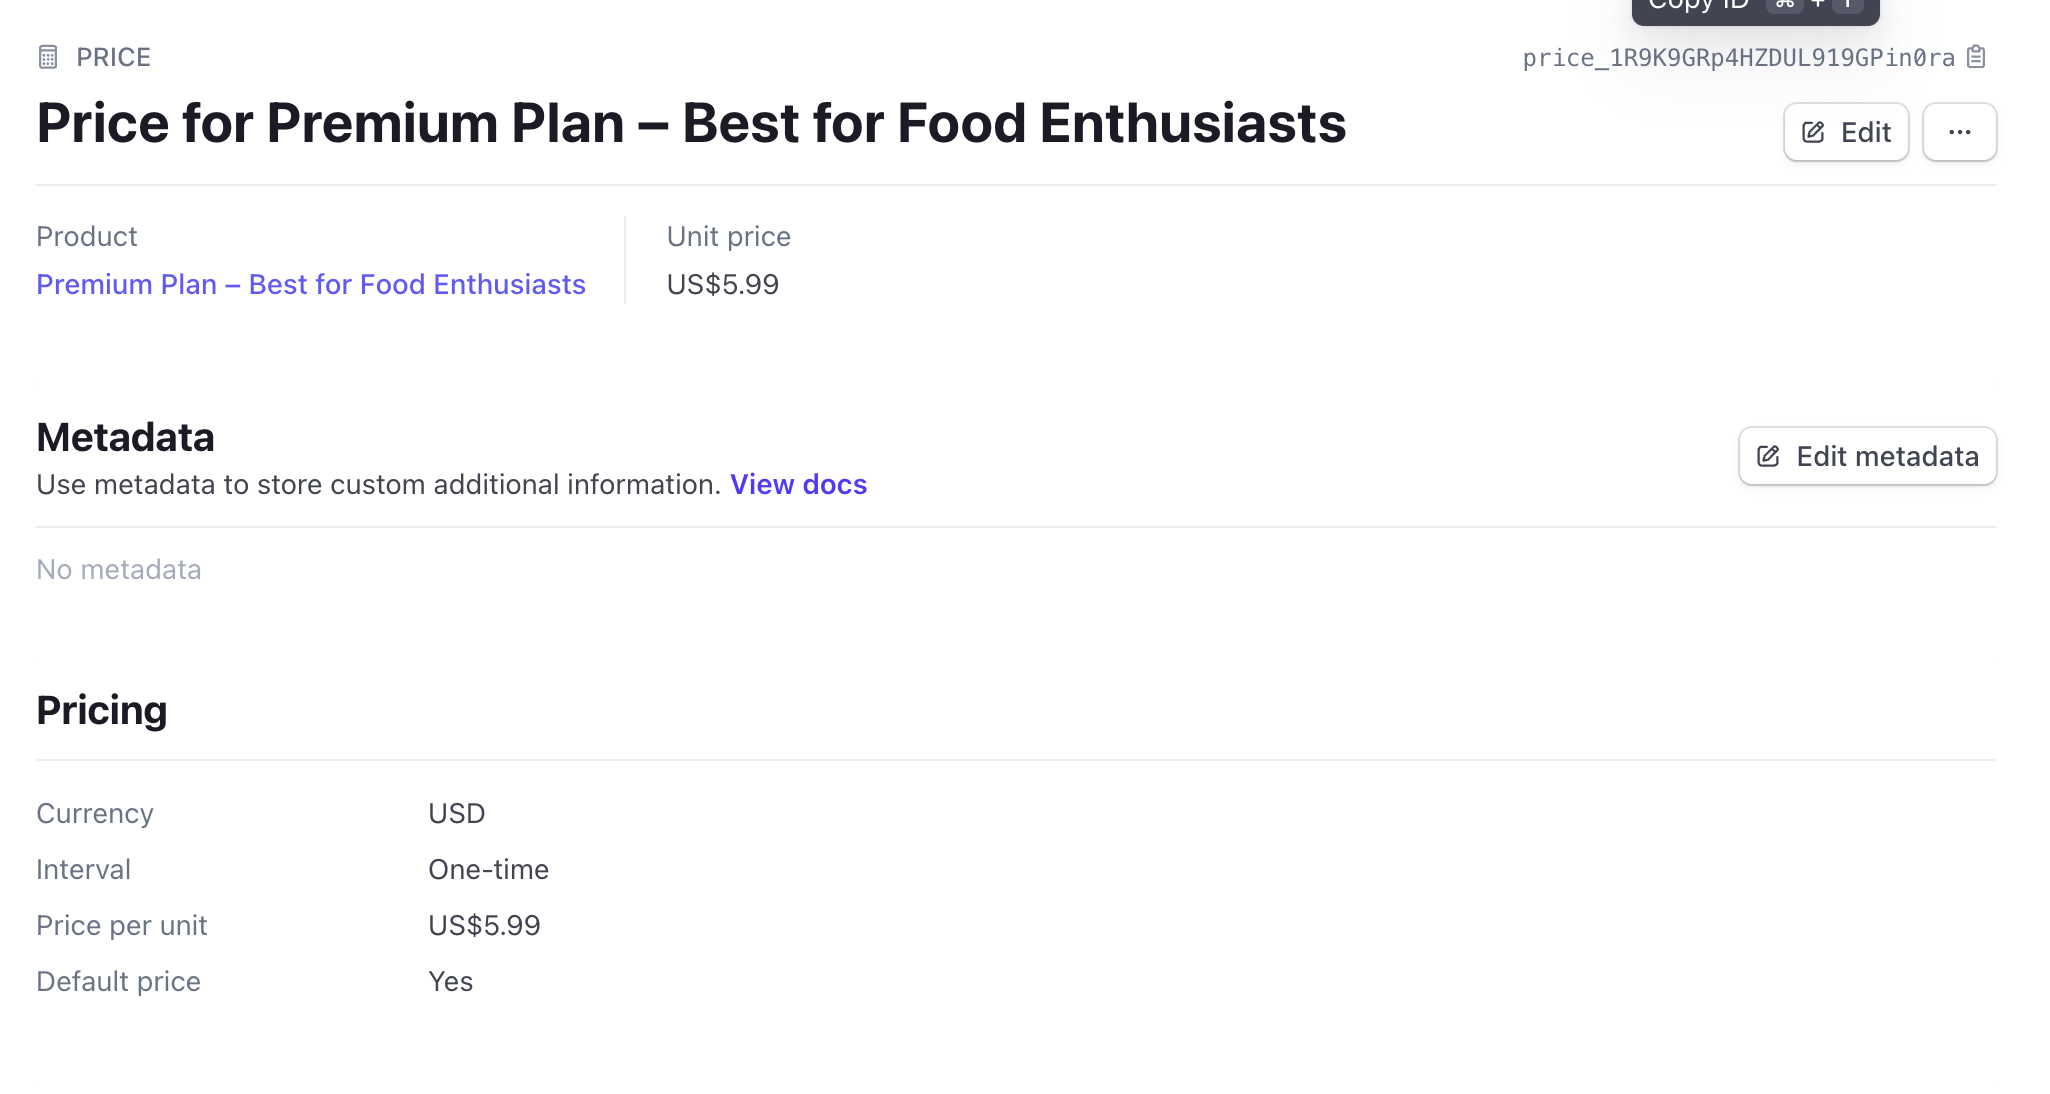 Copy ID ⌘ +
PRICE
price_1R9K9GRp4HZDUL919GPin0ra
Price for Premium Plan – Best for Food Enthusiasts
Edit
...
Product
Unit price
Premium Plan – Best for Food Enthusiasts
US$5.99
Metadata
Edit metadata
Use metadata to store custom additional information. View docs
No metadata
Pricing
Currency USD
Interval One-time
Price per unit US$5.99
Default price Yes